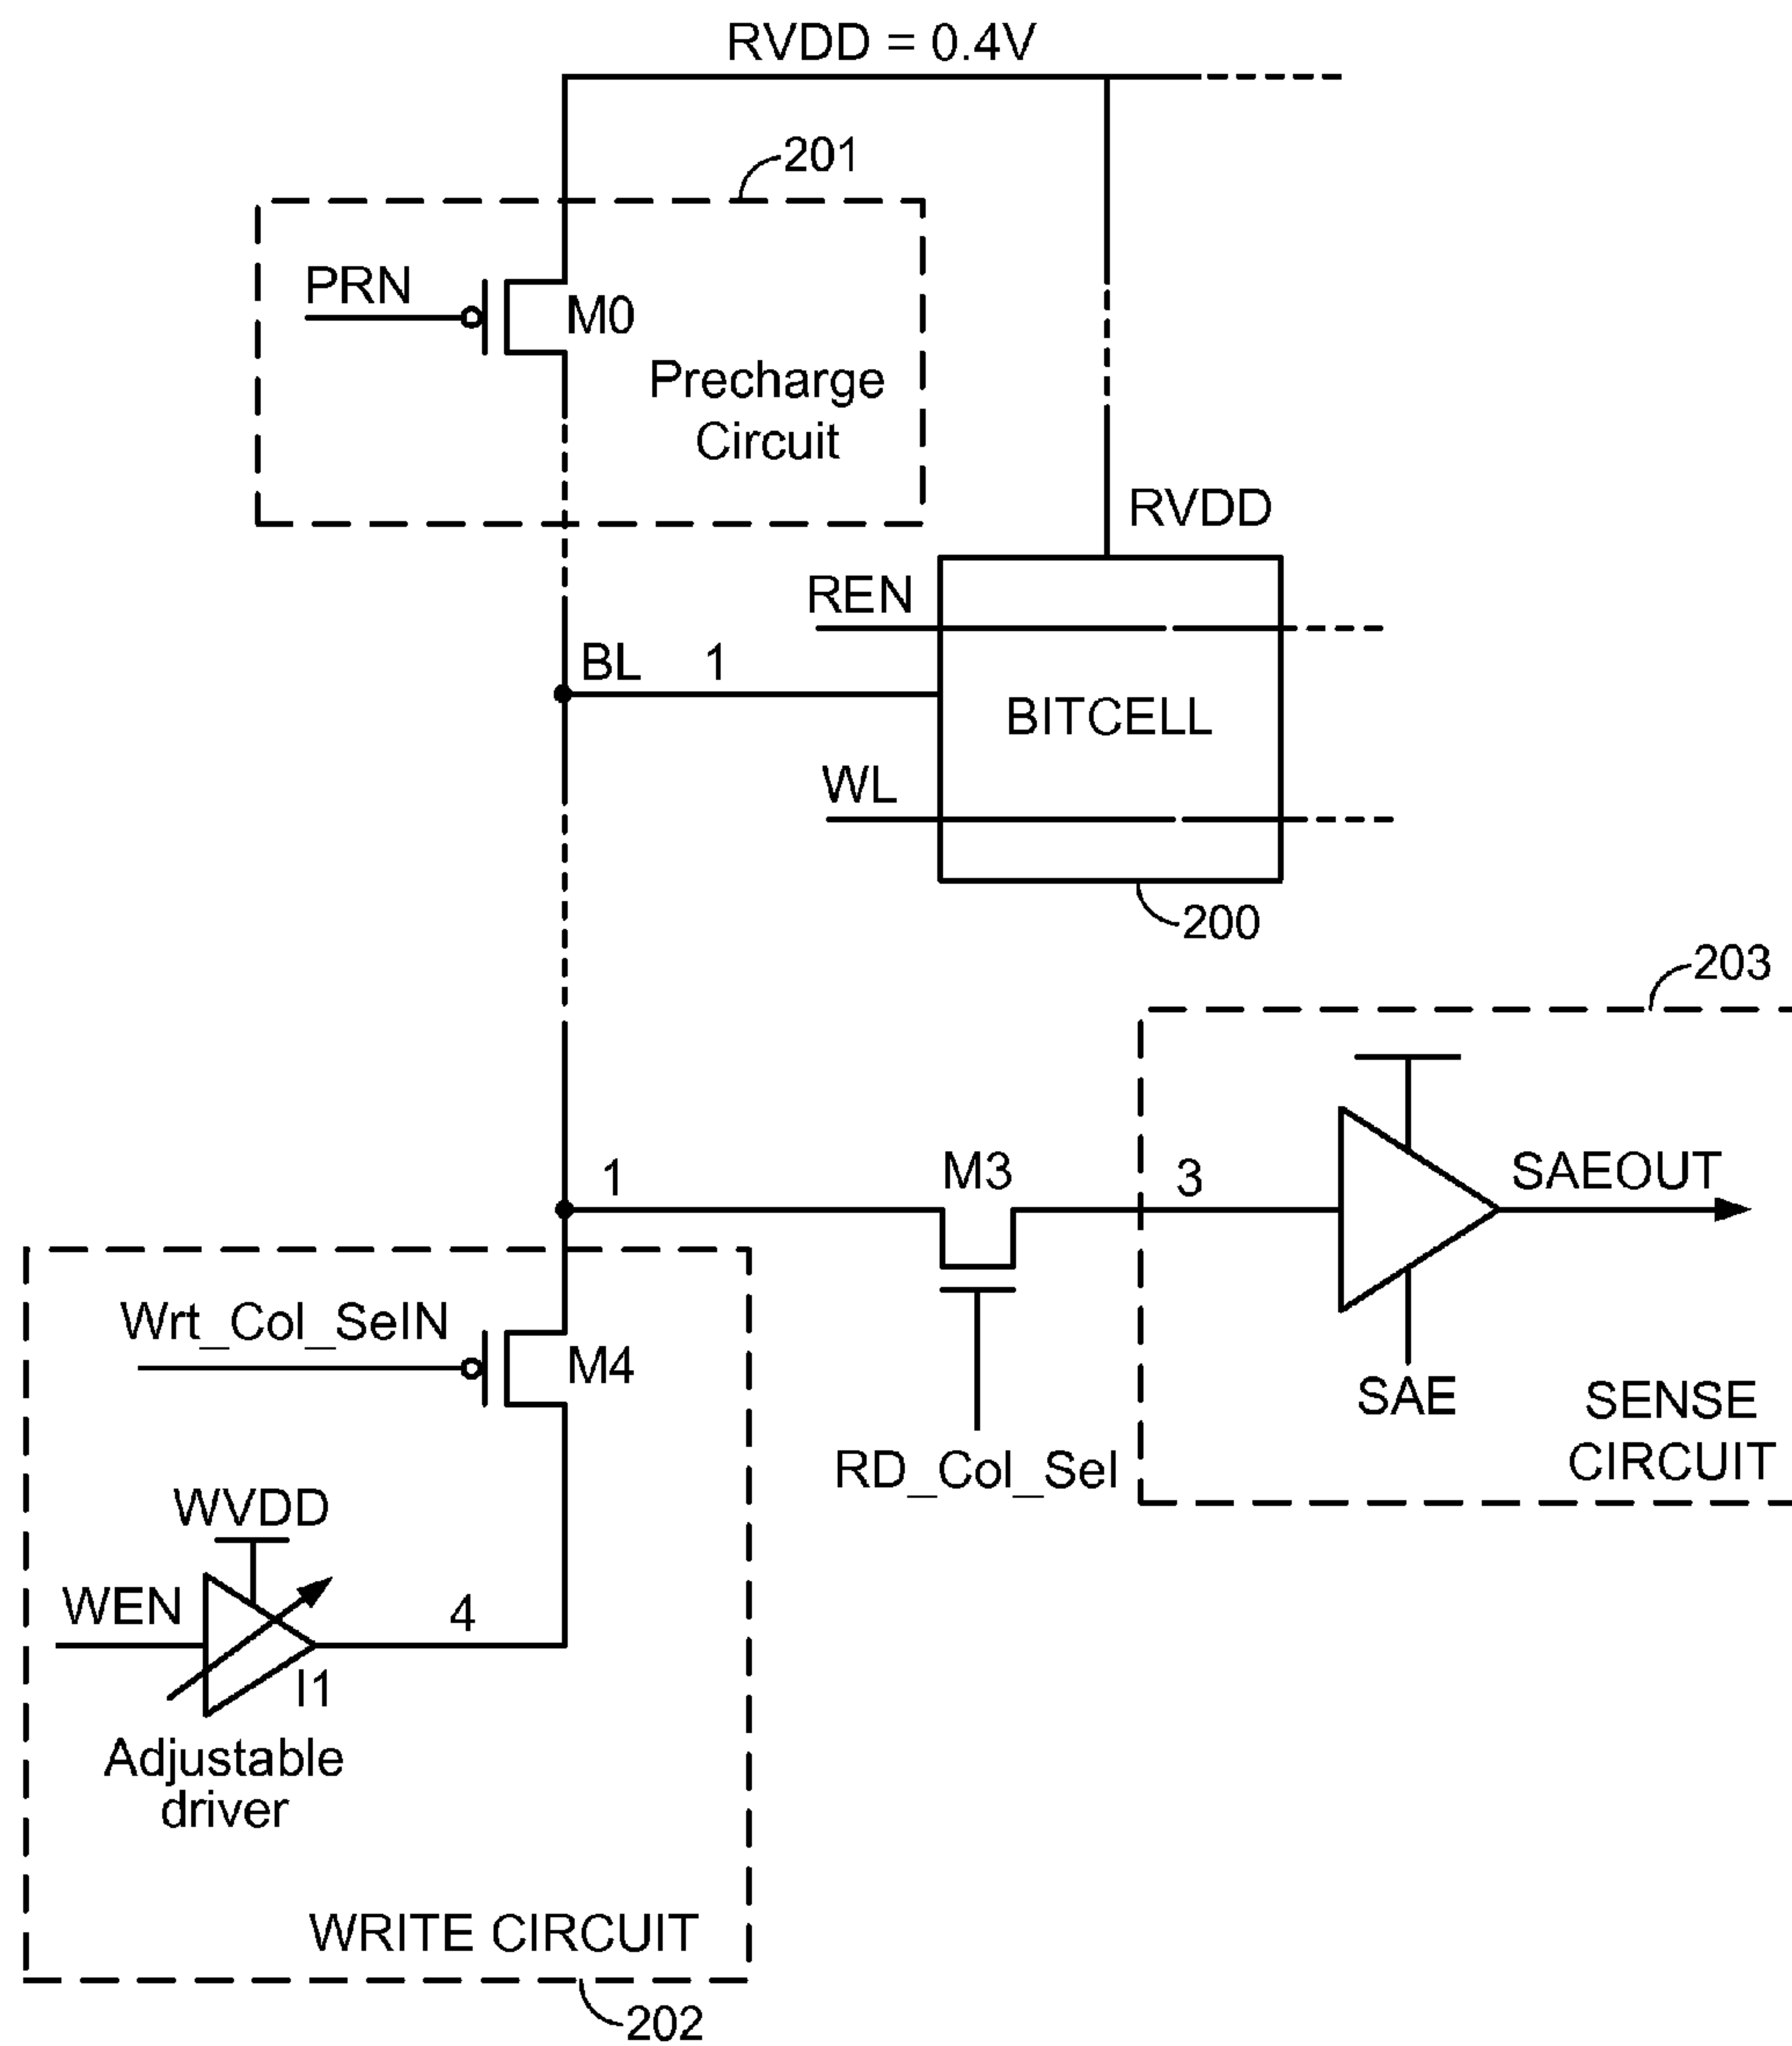 RVDD = 0.4V
201
PRN
M0
Precharge
Circuit
RVDD
REN
BL
1
BITCELL
WL
200
203
1
M3
3
SAEOUT
Wrt_Col_SelN
M4
SAE
SENSE
CIRCUIT
RD_Col_Sel
WVDD
WEN
4
I1
Adjustable
driver
WRITE CIRCUIT
202